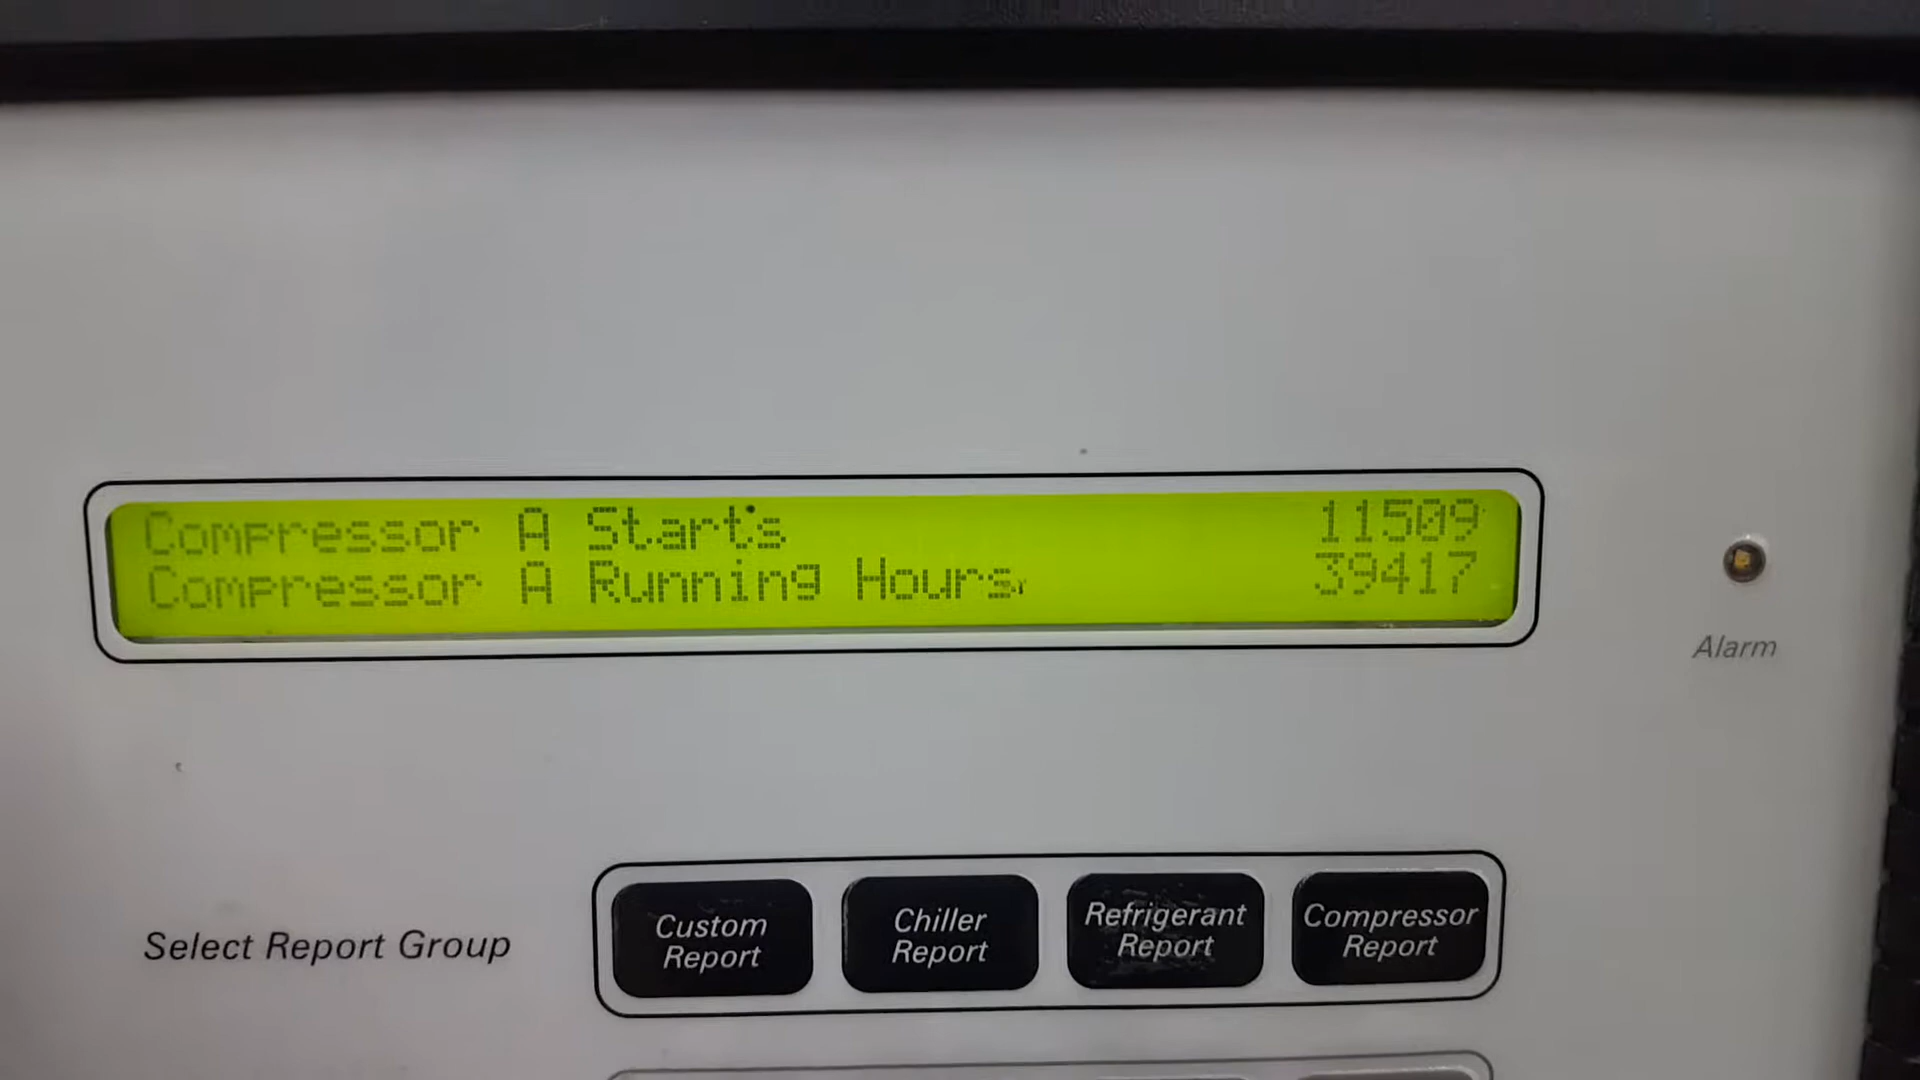 Compressor A Starts 11509
Compressor A Running Hours 39417
Alarm
Select Report Group
Custom
Report
Chiller
Report
Refrigerant
Report
Compressor
Report